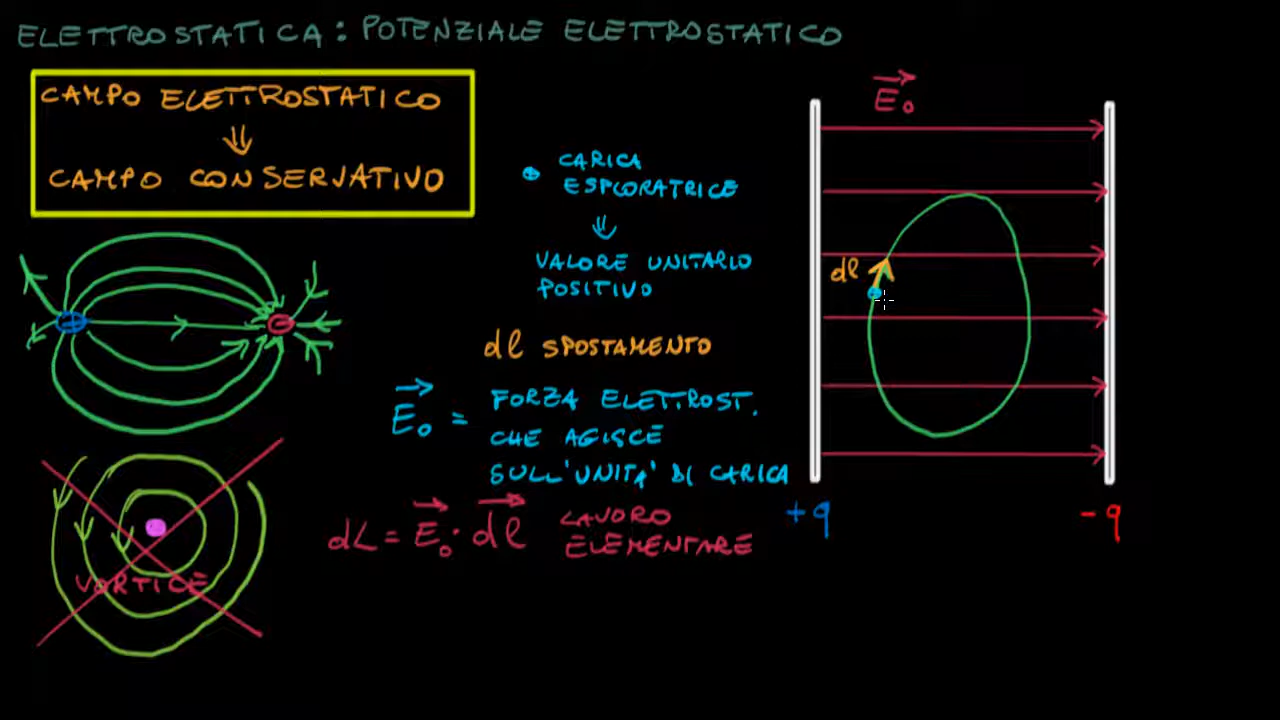 ELETTROSTATICA: POTENZIALE ELETTROSTATICO
CAMPO ELETTROSTATICO
⇓
CAMPO CONSERVATIVO
VORTICE
CARICA
ESPLORATRICE
⇓
VALORE UNITARIO
POSITIVO
dl SPOSTAMENTO
E₀ = FORZA ELETTROST.
CHE AGISCE
SULL'UNITA' DI CARICA
dL = E₀ · dl LAVORO
ELEMENTARE
E₀
dl
+q
-q